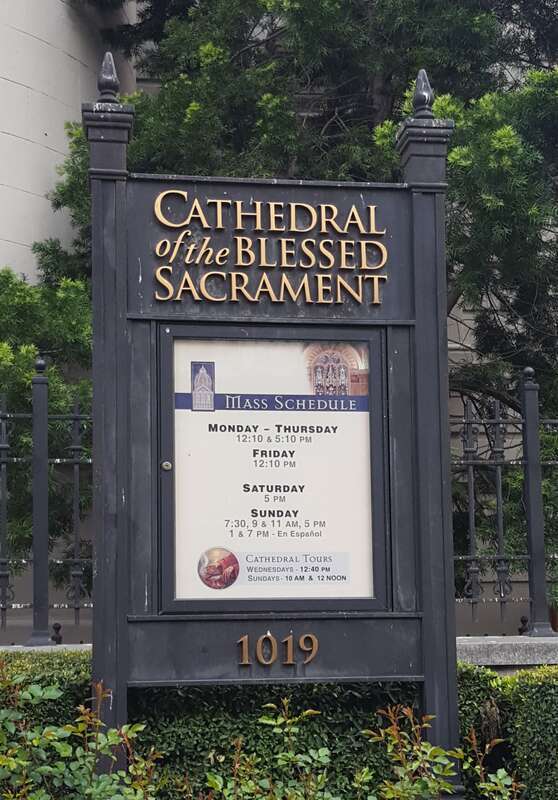 CATHEDRAL
of the BLESSED
SACRAMENT
MASS SCHEDULE
MONDAY – THURSDAY
12:10 & 5:10 PM
FRIDAY
12:10 PM
SATURDAY
5 PM
SUNDAY
7:30, 9 & 11 AM, 5 PM
1 & 7 PM - En Español
CATHEDRAL TOURS
WEDNESDAYS - 12:40 PM
SUNDAYS - 10 AM & 12 NOON
1019